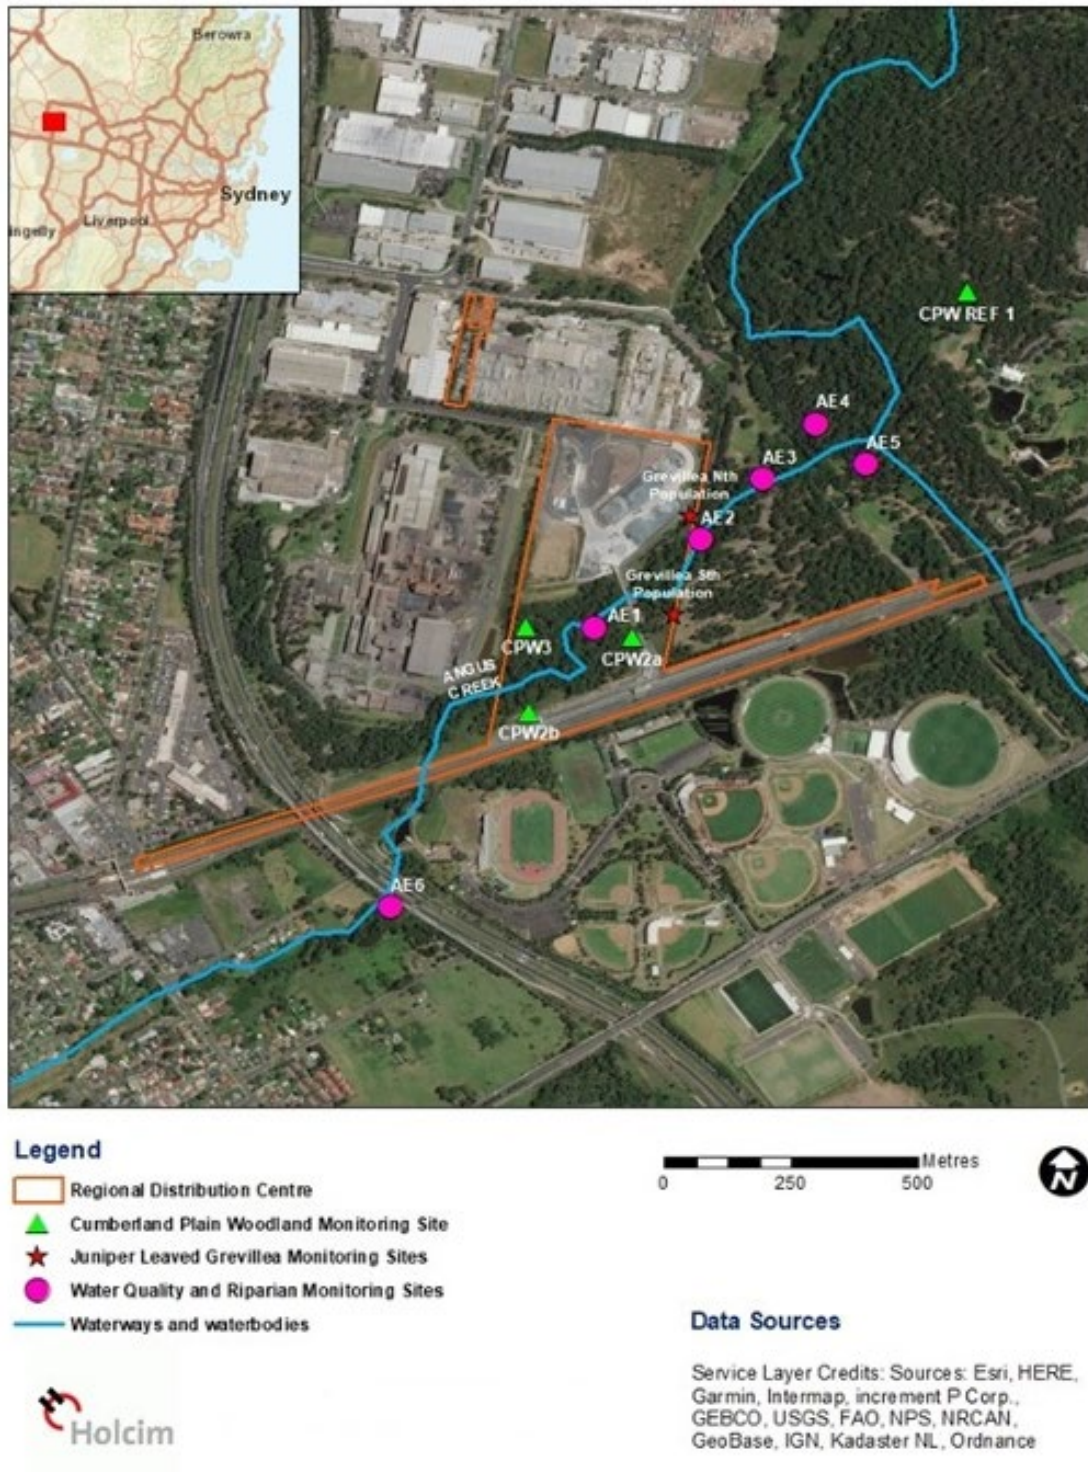 Berowra
Sydney
Liverpool
ingelly
CPW REF 1
AE4
AE5
AE3
Grevillea Nth
Population
AE2
Grevillea Sth
Population
AE1
CPW3
CPW2a
ANGUS
CREEK
CPW2b
AE6
Legend
Regional Distribution Centre
Cumberland Plain Woodland Monitoring Site
Juniper Leaved Grevillea Monitoring Sites
Water Quality and Riparian Monitoring Sites
Waterways and waterbodies
Metres
0 250 500
N
Data Sources
Service Layer Credits: Sources: Esri, HERE,
Garmin, Intermap, increment P Corp.,
GEBCO, USGS, FAO, NPS, NRCAN,
GeoBase, IGN, Kadaster NL, Ordnance
Holcim